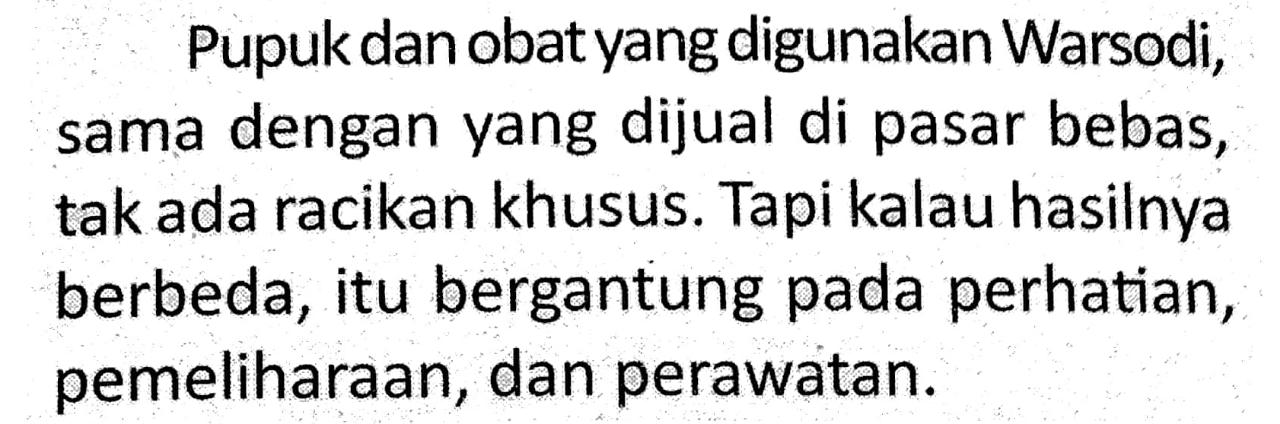 Pupuk dan obat yang digunakan Warsodi,
sama dengan yang dijual di pasar bebas,
tak ada racikan khusus. Tapi kalau hasilnya
berbeda, itu bergantung pada perhatian,
pemeliharaan, dan perawatan.